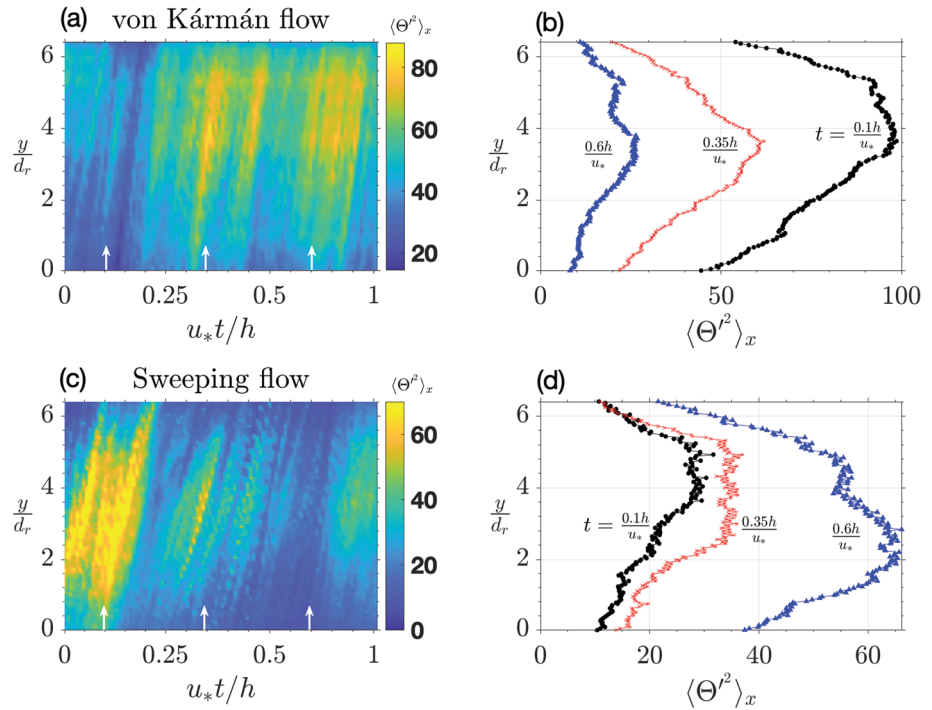 (a) von Kármán flow ⟨Θ′²⟩ₓ
6
4
2
0
y/dᵣ
80
60
40
20
0 0.25 0.5 0.75 1
u⁎t/h
(b)
6
4
2
0
y/dᵣ
0.6h/u⁎ 0.35h/u⁎ t = 0.1h/u⁎
0 50 100
⟨Θ′²⟩ₓ
(c) Sweeping flow ⟨Θ′²⟩ₓ
6
4
2
0
y/dᵣ
60
40
20
0
0 0.25 0.5 0.75 1
u⁎t/h
(d)
6
4
2
0
y/dᵣ
t = 0.1h/u⁎ 0.35h/u⁎ 0.6h/u⁎
0 20 40 60
⟨Θ′²⟩ₓ